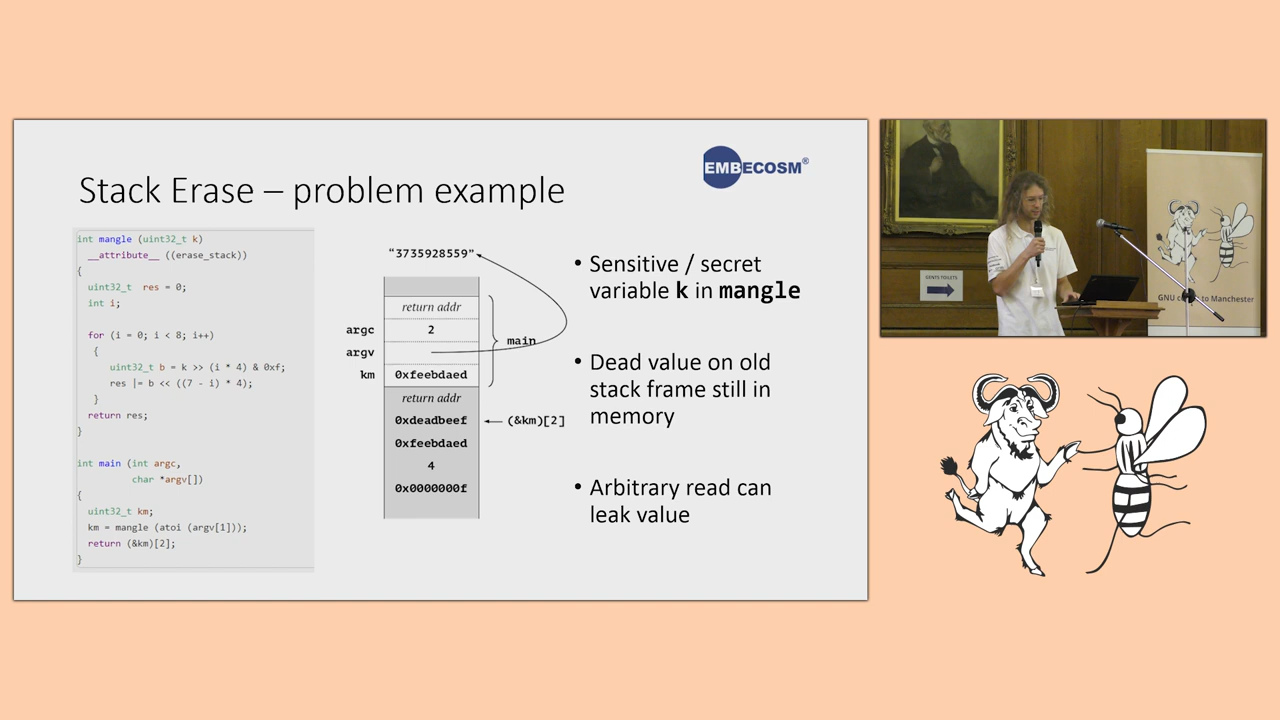 Stack Erase – problem example
EMBECOSM®
int mangle (uint32_t k)
__attribute__ ((erase_stack))
{
uint32_t res = 0;
int i;
for (i = 0; i < 8; i++)
{
uint32_t b = k >> (i * 4) & 0xf;
res |= b << ((7 - i) * 4);
}
return res;
}
int main (int argc,
char *argv[])
{
uint32_t km;
km = mangle (atoi (argv[1]));
return (&km)[2];
}
"3735928559"
return addr
argc 2
argv
main
km 0xfeebdaed
return addr
0xdeadbeef (&km)[2]
0xfeebdaed
4
0x0000000f
• Sensitive / secret
variable k in mangle
• Dead value on old
stack frame still in
memory
• Arbitrary read can
leak value
GENTS TOILETS
GNU co to Manchester